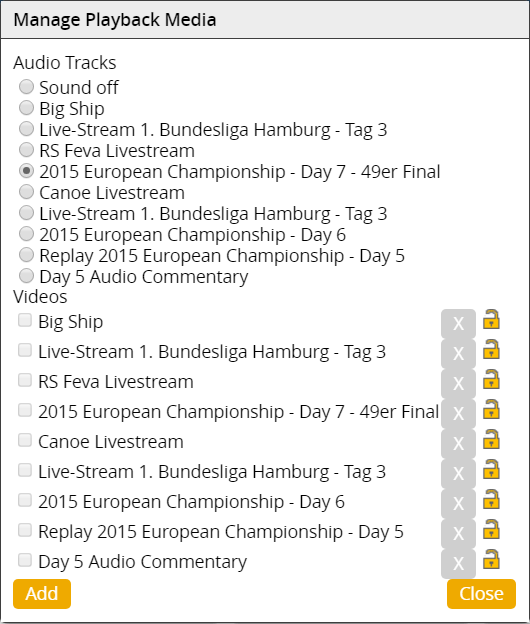 Manage Playback Media
Audio Tracks
Sound off
Big Ship
Live-Stream 1. Bundesliga Hamburg - Tag 3
RS Feva Livestream
2015 European Championship - Day 7 - 49er Final
Canoe Livestream
Live-Stream 1. Bundesliga Hamburg - Tag 3
2015 European Championship - Day 6
Replay 2015 European Championship - Day 5
Day 5 Audio Commentary
Videos
Big Ship X
Live-Stream 1. Bundesliga Hamburg - Tag 3 X
RS Feva Livestream X
2015 European Championship - Day 7 - 49er Final X
Canoe Livestream X
Live-Stream 1. Bundesliga Hamburg - Tag 3 X
2015 European Championship - Day 6 X
Replay 2015 European Championship - Day 5 X
Day 5 Audio Commentary X
Add Close